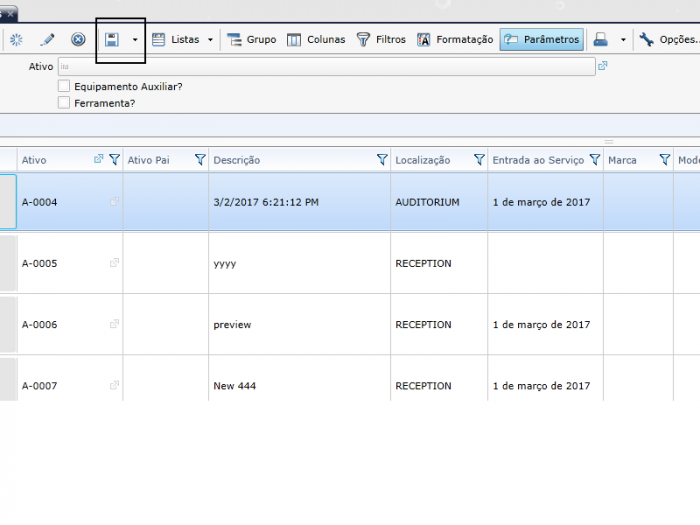 Listas Grupo Colunas Filtros Formatação Parâmetros Opções..
Ativo
Equipamento Auxiliar?
Ferramenta?
Ativo Ativo Pai Descrição Localização Entrada ao Serviço Marca Mode
A-0004 3/2/2017 6:21:12 PM AUDITORIUM 1 de março de 2017
A-0005 yyyy RECEPTION
A-0006 preview RECEPTION 1 de março de 2017
A-0007 New 444 RECEPTION 1 de março de 2017